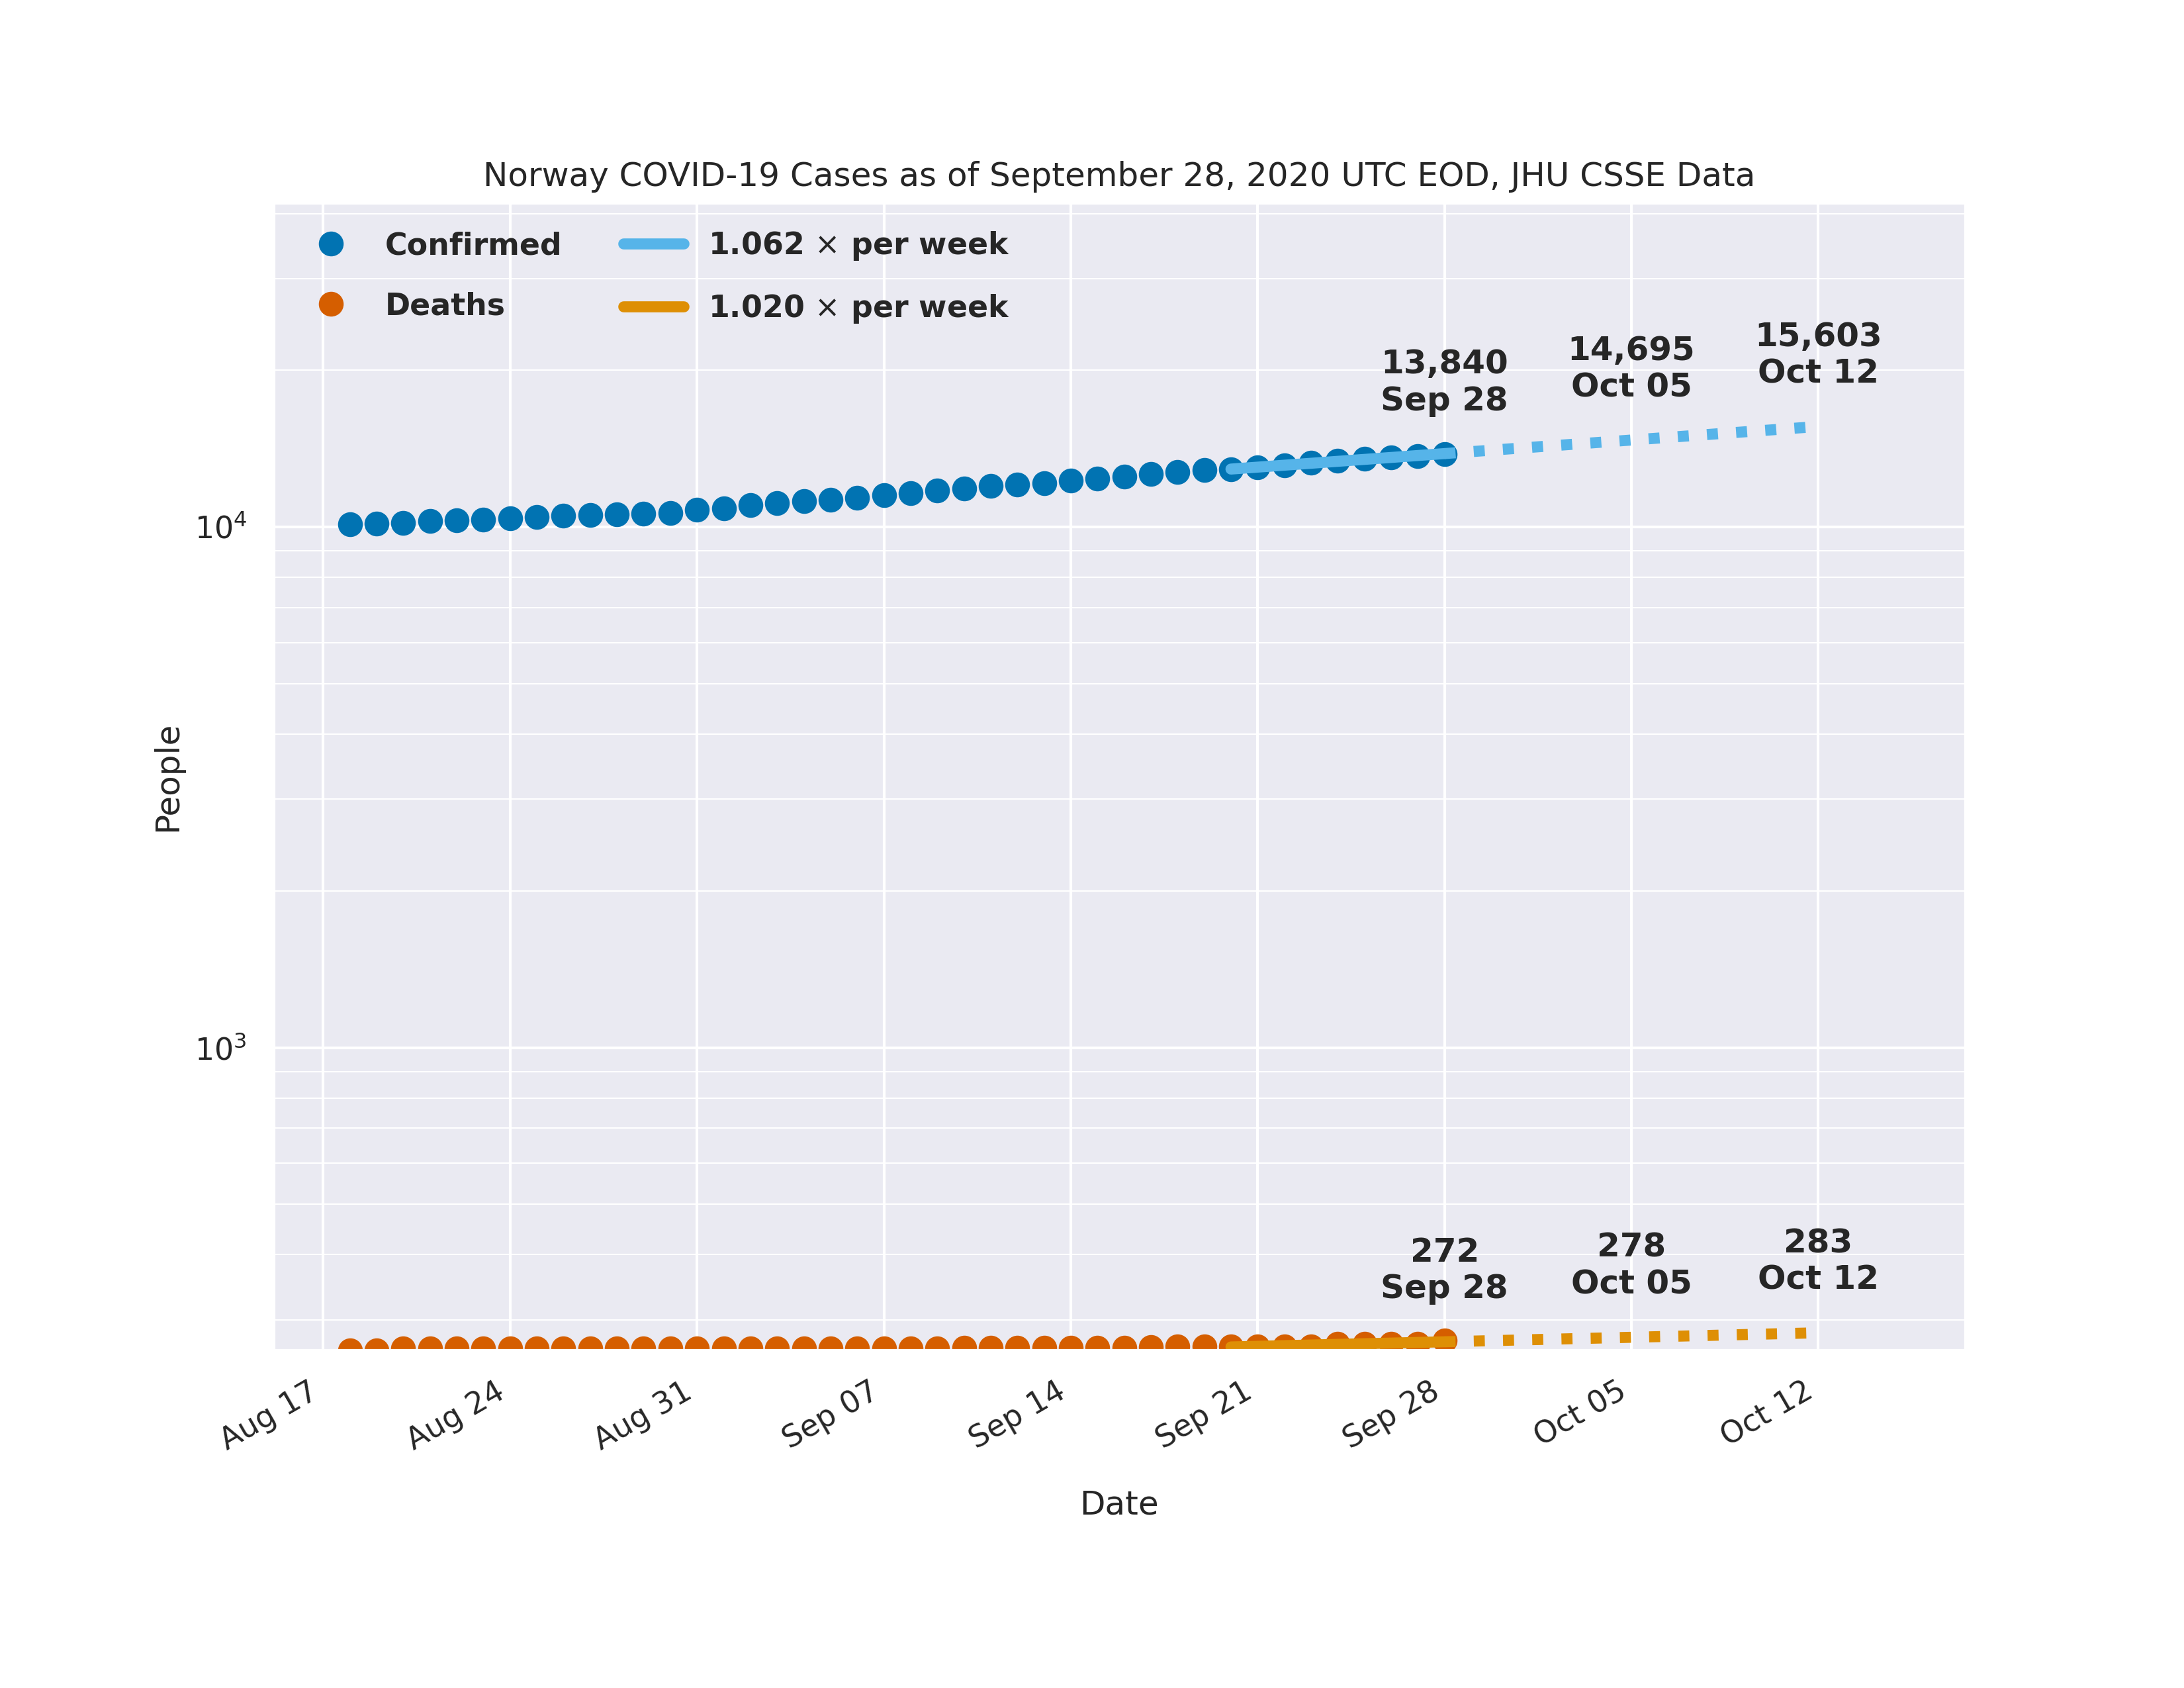 Norway COVID-19 Cases as of September 28, 2020 UTC EOD, JHU CSSE Data
Confirmed
Deaths
1.062 × per week
1.020 × per week
13,840
Sep 28
14,695
Oct 05
15,603
Oct 12
10⁴
People
10³
272
Sep 28
278
Oct 05
283
Oct 12
Aug 17
Aug 24
Aug 31
Sep 07
Sep 14
Sep 21
Sep 28
Oct 05
Oct 12
Date